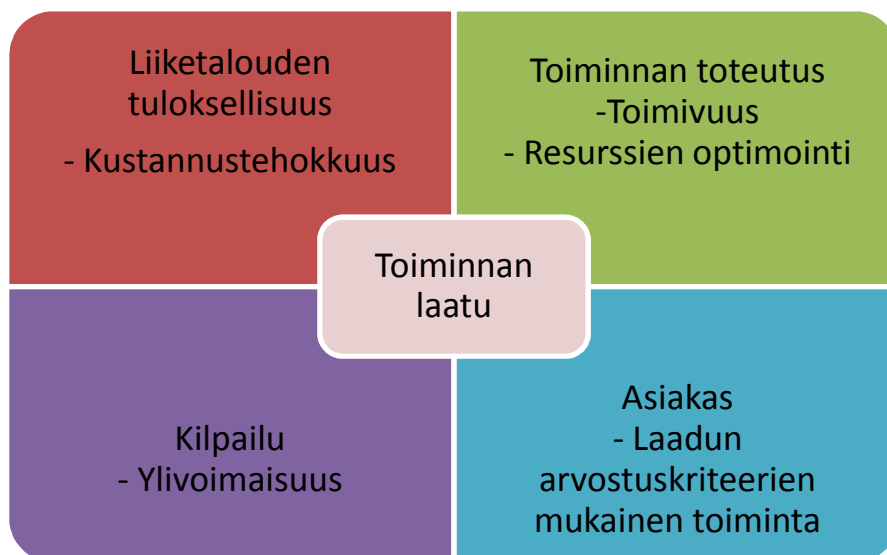 Liiketalouden
tuloksellisuus
- Kustannustehokkuus
Toiminnan toteutus
-Toimivuus
- Resurssien optimointi
Toiminnan
laatu
Kilpailu
- Ylivoimaisuus
Asiakas
- Laadun
arvostuskriteerien
mukainen toiminta